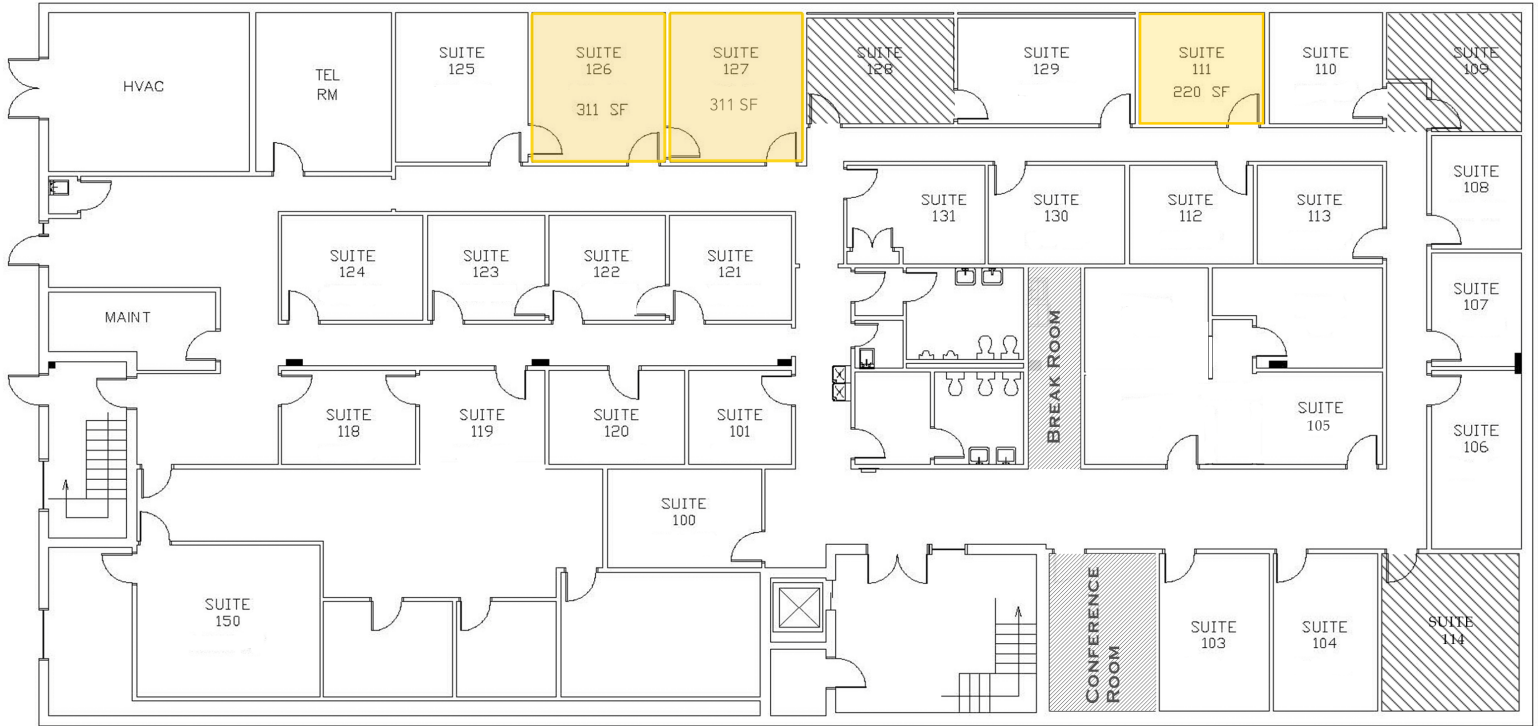 HVAC
TEL
RM
SUITE
125
SUITE
126
311 SF
SUITE
127
311 SF
SUITE
128
SUITE
129
SUITE
111
220 SF
SUITE
110
SUITE
109
SUITE
131
SUITE
130
SUITE
112
SUITE
113
SUITE
108
SUITE
124
SUITE
123
SUITE
122
SUITE
121
SUITE
107
MAINT
BREAK ROOM
SUITE
118
SUITE
119
SUITE
120
SUITE
101
SUITE
105
SUITE
106
SUITE
100
SUITE
150
CONFERENCE
ROOM
SUITE
103
SUITE
104
SUITE
114